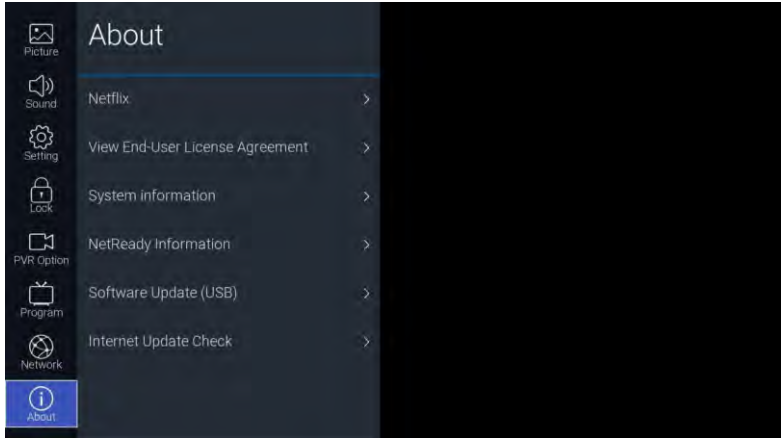 Picture
Sound
Setting
Lock
PVR Option
Program
Network
About
About
Netflix
View End-User License Agreement
System information
NetReady Information
Software Update (USB)
Internet Update Check